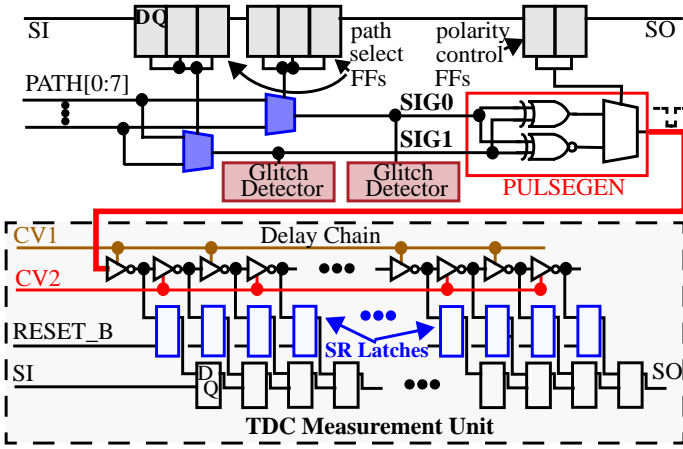 SI
DQ
path
select
FFs
polarity
control
FFs
SO
PATH[0:7]
SIG0
SIG1
Glitch
Detector
Glitch
Detector
PULSEGEN
CV1
Delay Chain
CV2
RESET_B
SR Latches
SI
D
Q
SO
TDC Measurement Unit